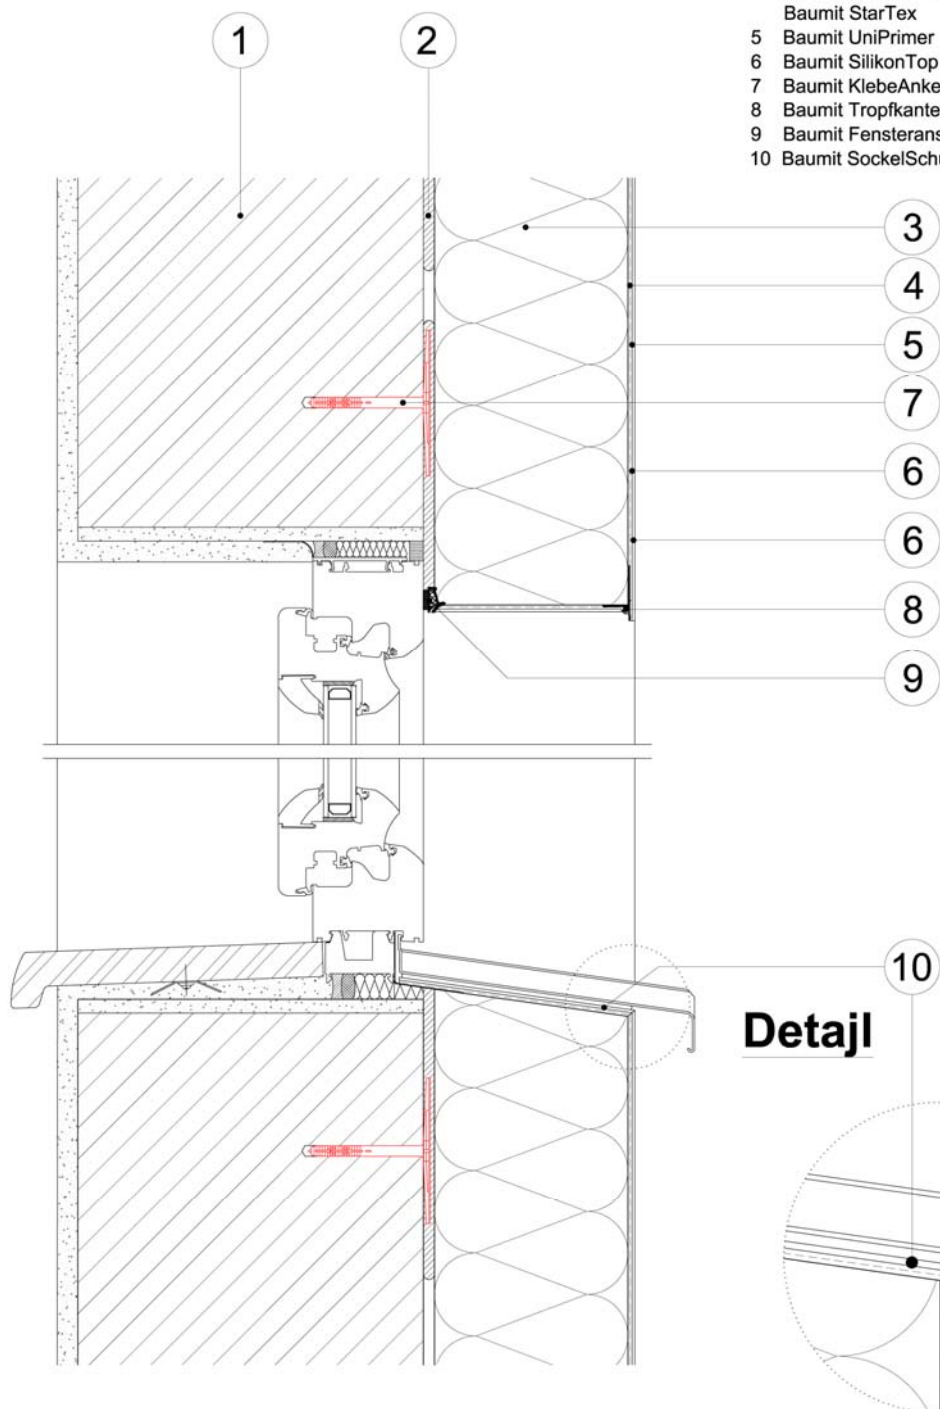 Baumit StarTex
5 Baumit UniPrimer
6 Baumit SilikonTop
7 Baumit KlebeAnke
8 Baumit Tropfkante
9 Baumit Fensterans
10 Baumit SockelSchu
1
2
3
4
5
7
6
6
8
9
10
Detajl